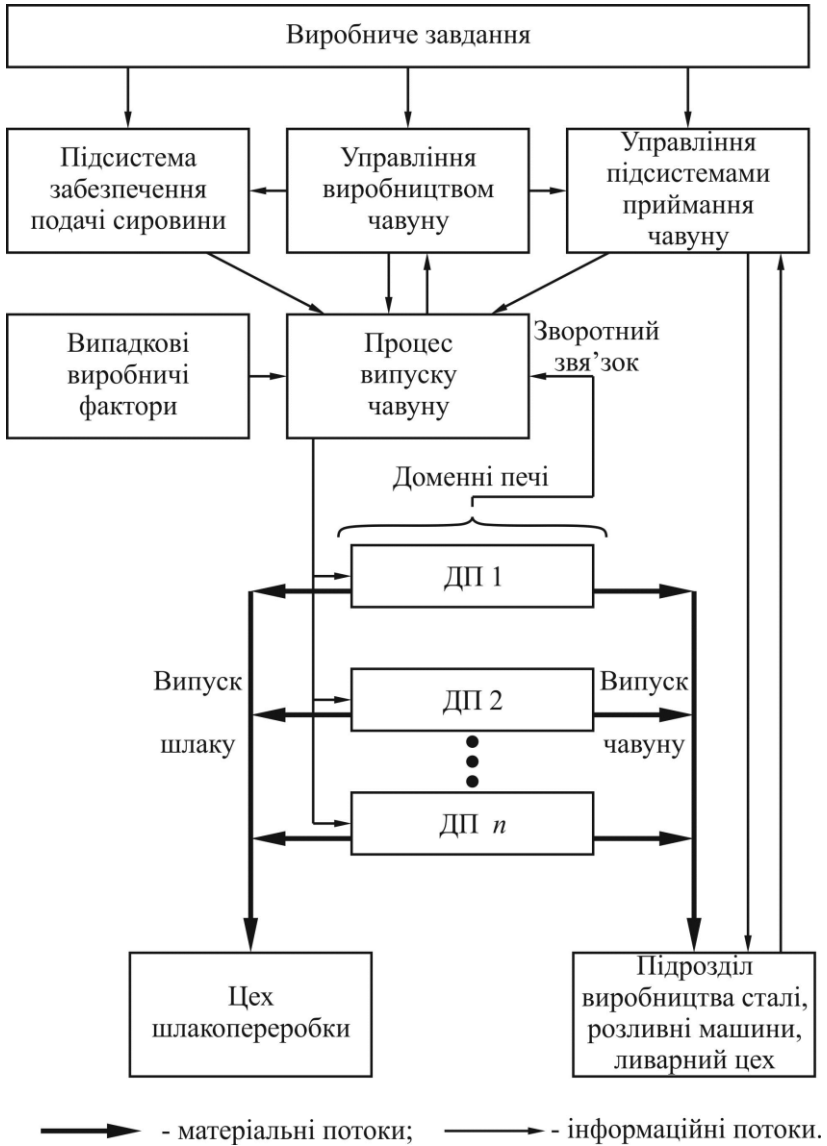 Виробниче завдання
Підсистема
забезпечення
подачі сировини
Управління
виробництвом
чавуну
Управління
підсистемами
приймання
чавуну
Випадкові
виробничі
фактори
Процес
випуску
чавуну
Зворотний
звя’зок
Доменні печі
ДП 1
Випуск
шлаку
ДП 2
Випуск
чавуну
ДП n
Цех
шлакопереробки
Підрозділ
виробництва сталі,
розливні машини,
ливарний цех
- матеріальні потоки;
- інформаційні потоки.